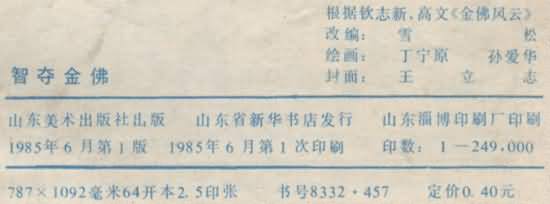 根据钦志新,高文《金佛风云》
改编: 雪 松
绘画: 丁宁原 孙爱华
封面: 王 立 志
智夺金佛
山东美术出版社出版 山东省新华书店发行 山东淄博印刷厂印刷
1985年6月第1版 1985年6月第1次印刷 印数: 1-249,000
787×1092毫米64开本2.5印张 书号8332·457 定价0.40元